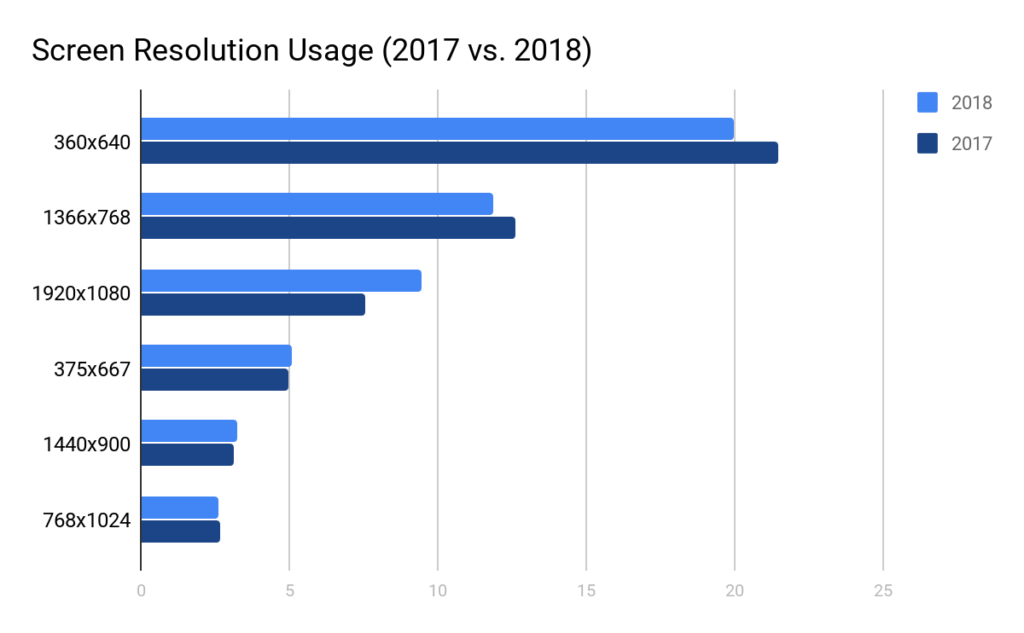 Screen Resolution Usage (2017 vs. 2018)
2018
2017
360x640
1366x768
1920x1080
375x667
1440x900
768x1024
0 5 10 15 20 25